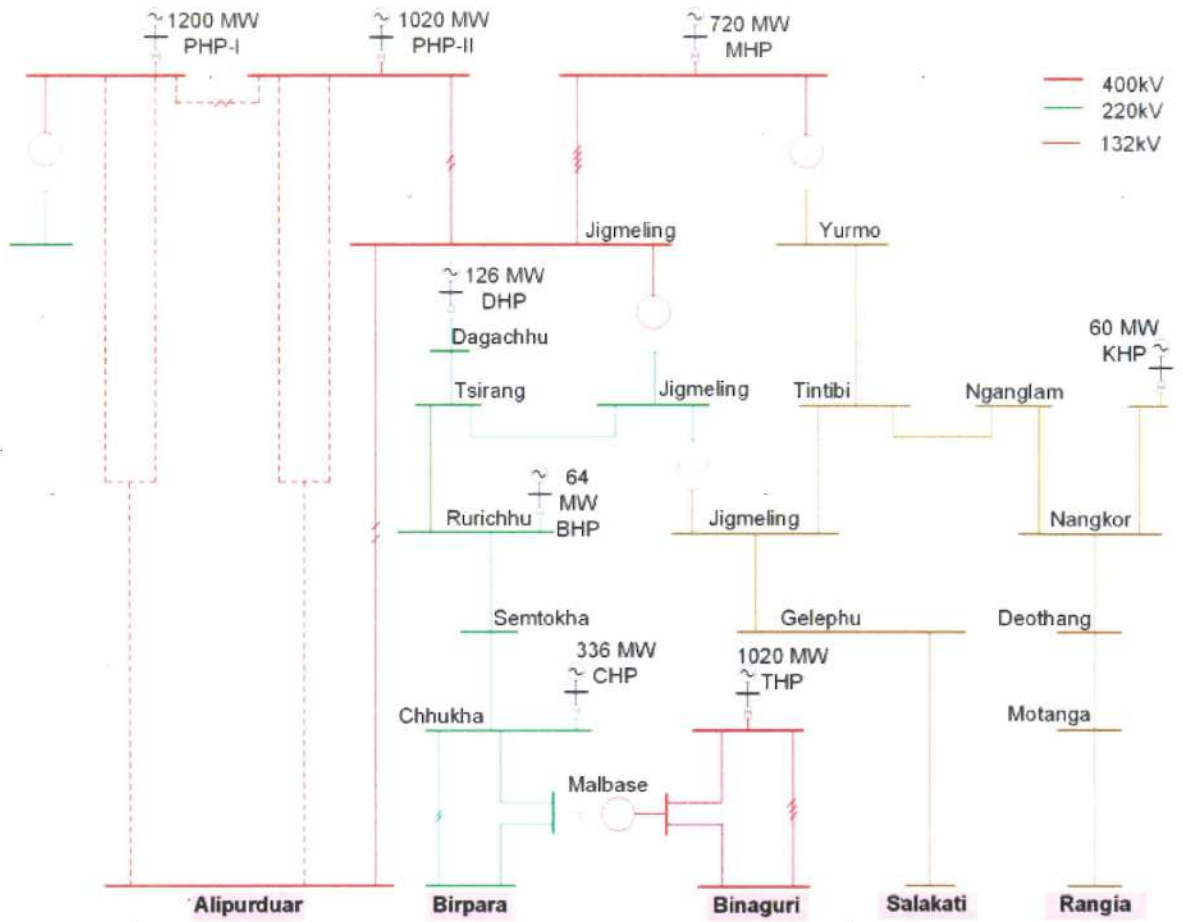 1200 MW
PHP-I
1020 MW
PHP-II
720 MW
MHP
400kV
220kV
132kV
Jigmeling
Yurmo
126 MW
DHP
Dagachhu
60 MW
KHP
Tsirang
Jigmeling
Tintibi
Nganglam
64
MW
BHP
Rurichhu
Jigmeling
Nangkor
Semtokha
Gelephu
Deothang
336 MW
CHP
1020 MW
THP
Chhukha
Motanga
Malbase
Alipurduar
Birpara
Binaguri
Salakati
Rangia